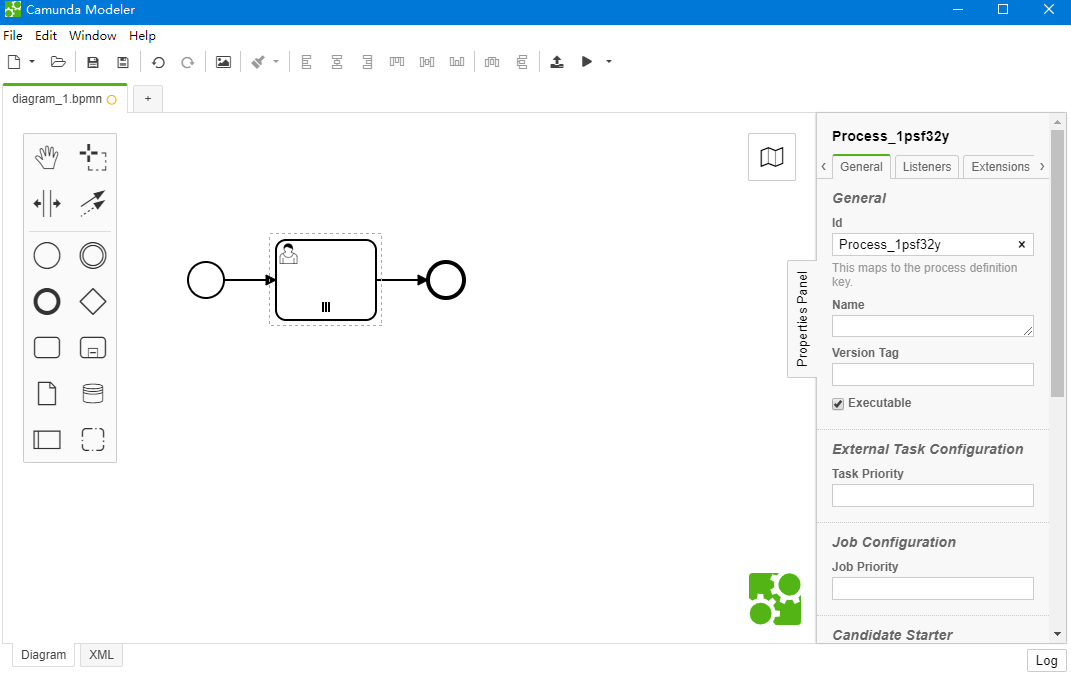 Camunda Modeler
File Edit Window Help
diagram_1.bpmn
+
Process_1psf32y
General Listeners Extensions
General
Id
Process_1psf32y
This maps to the process definition
key.
Name
Version Tag
Executable
External Task Configuration
Task Priority
Job Configuration
Job Priority
Candidate Starter
Properties Panel
Diagram XML
Log